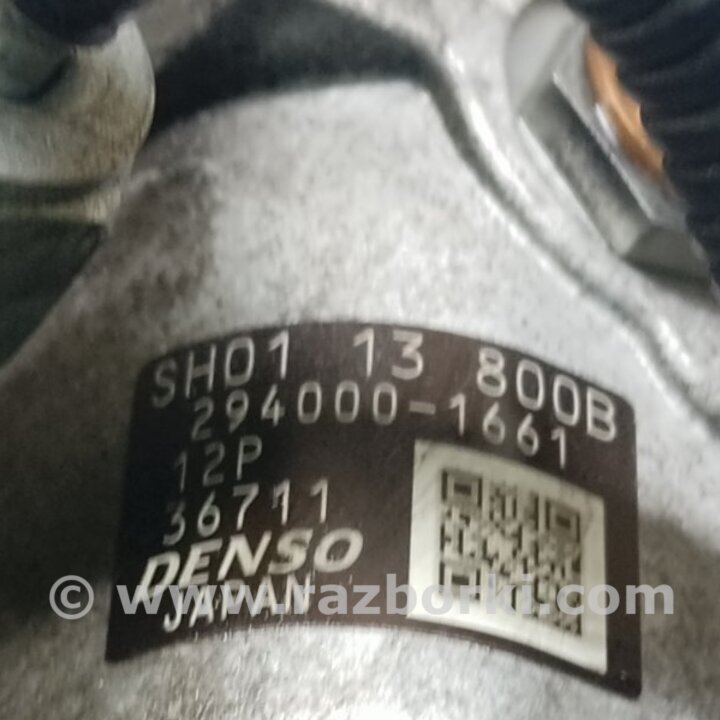 SH01 13 800B
294000-1661
12P
36711
DENSO
JAPAN
© www.razborki.com